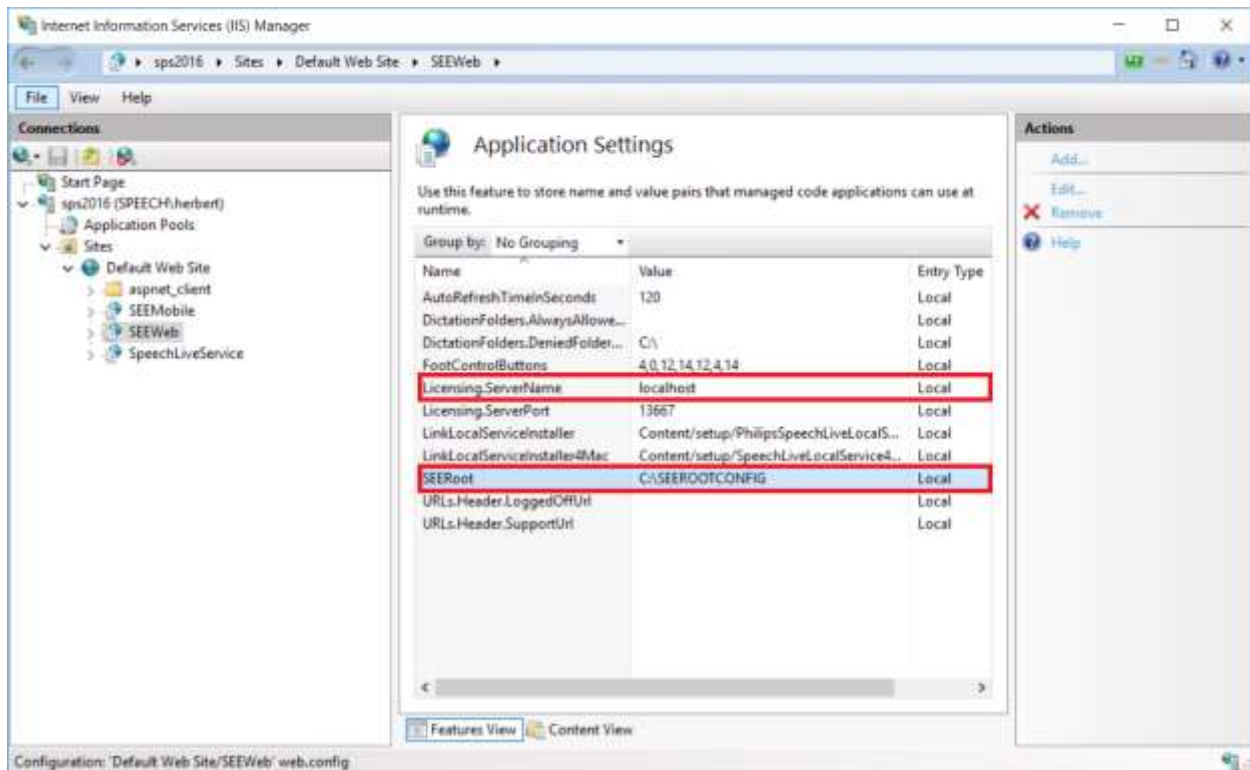 Internet Information Services (IIS) Manager
sps2016 Sites Default Web Site SEEWeb
File View Help
Connections
Start Page
sps2016 (SPEECH\herbert)
Application Pools
Sites
Default Web Site
aspnet_client
SEEMobile
SEEWeb
SpeechLiveService
Application Settings
Use this feature to store name and value pairs that managed code applications can use at
runtime.
Group by: No Grouping
Name Value Entry Type
AutoRefreshTimeInSeconds 120 Local
DictationFolders.AlwaysAllowe... Local
DictationFolders.DeniedFolder... C:\ Local
FootControlButtons 4,0,12,14,12,4,14 Local
Licensing.ServerName localhost Local
Licensing.ServerPort 13667 Local
LinkLocalServiceInstaller Content/setup/PhilipsSpeechLiveLocalS... Local
LinkLocalServiceInstaller4Mac Content/setup/SpeechLiveLocalService4... Local
SEERoot C:\SEEROOTCONFIG Local
URLs.Header.LoggedOffUrl Local
URLs.Header.SupportUrl Local
Features View Content View
Actions
Add...
Edit...
Remove
Help
Configuration: 'Default Web Site/SEEWeb' web.config